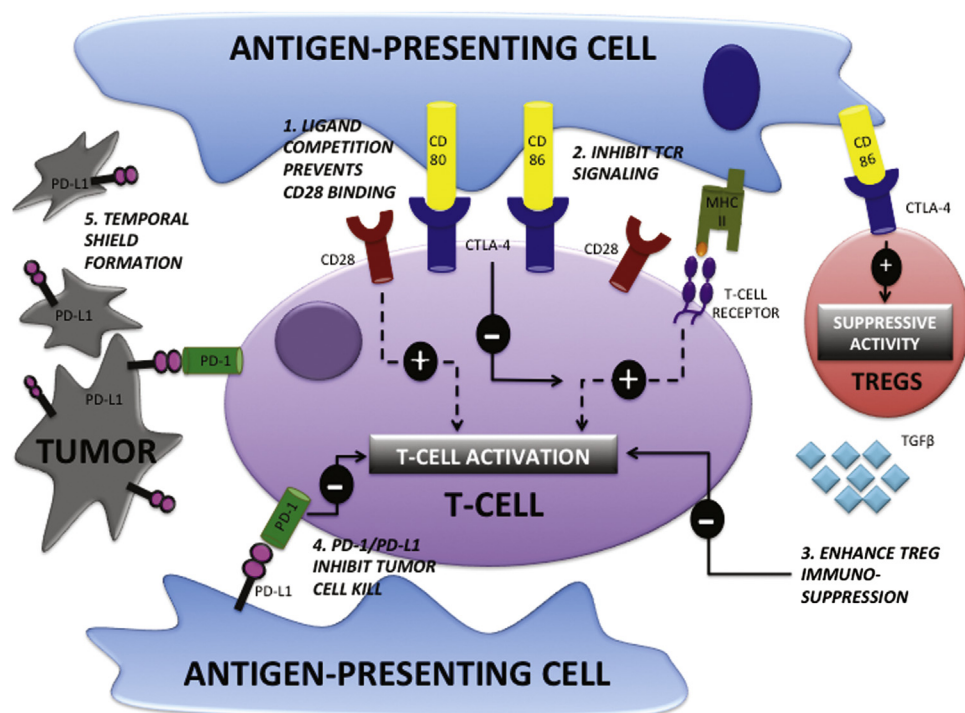 ANTIGEN-PRESENTING CELL
1. LIGAND
COMPETITION
PREVENTS
CD28 BINDING
CD
80
CD
86
2. INHIBIT TCR
SIGNALING
MHC
II
CD
86
CTLA-4
PD-L1
5. TEMPORAL
SHIELD
FORMATION
CD28
CTLA-4
CD28
T-CELL
RECEPTOR
+
SUPPRESSIVE
ACTIVITY
TREGS
PD-L1
PD-1
PD-L1
TUMOR
+
-
+
T-CELL ACTIVATION
T-CELL
TGFβ
-
PD-1
-
4. PD-1/PD-L1
INHIBIT TUMOR
CELL KILL
PD-L1
3. ENHANCE TREG
IMMUNO-
SUPPRESSION
ANTIGEN-PRESENTING CELL